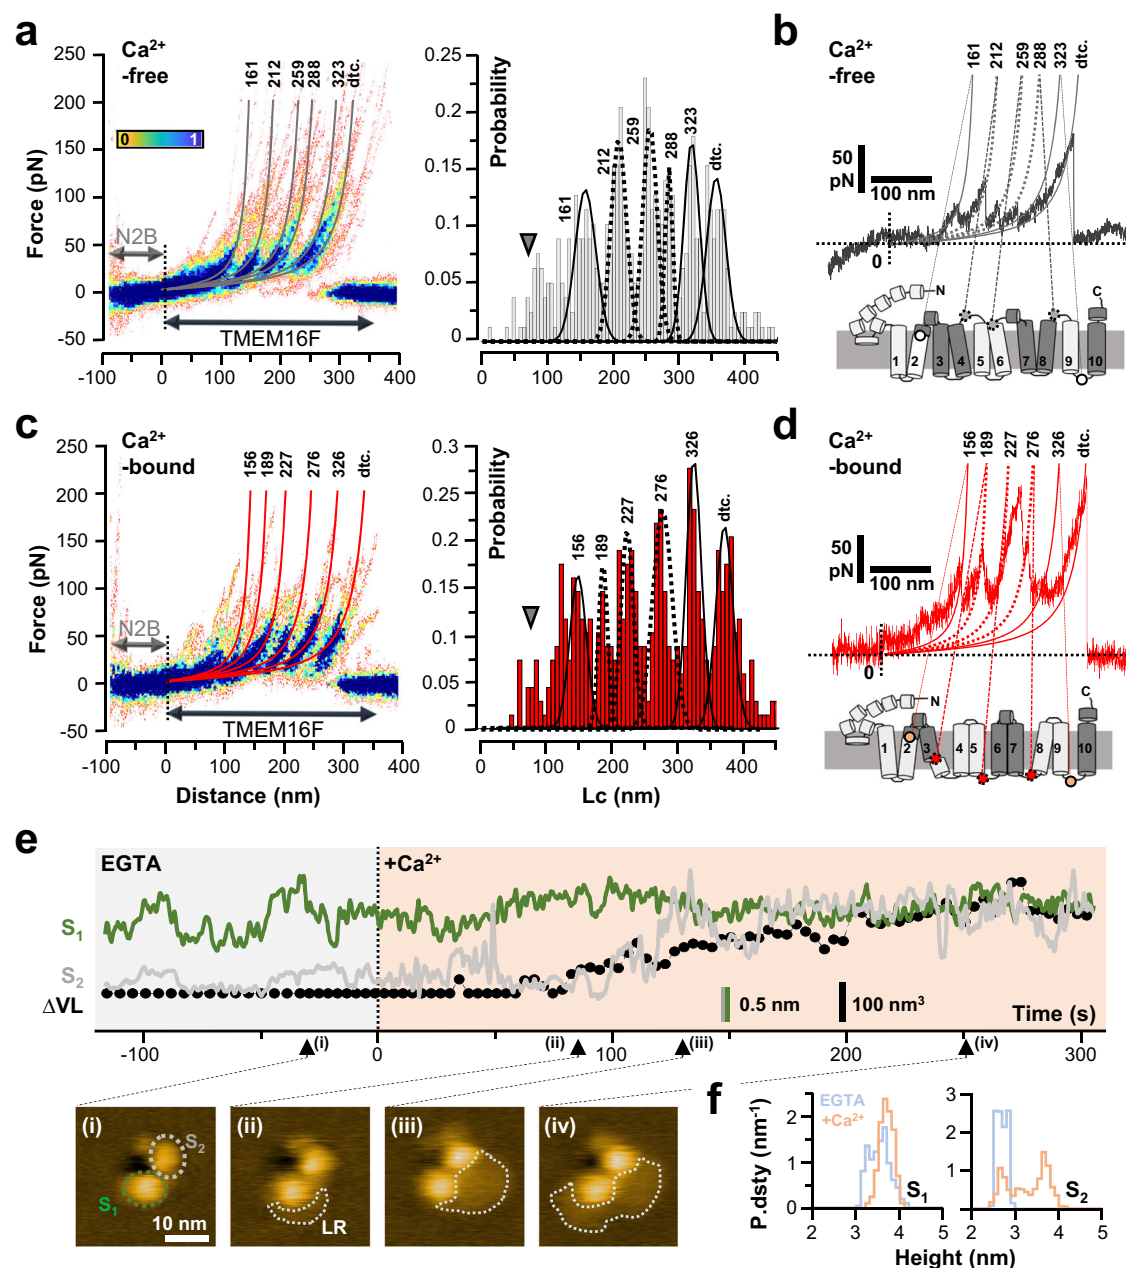 a
Ca2+
-free
161
212
259
288
323
dtc.
0
1
N2B
TMEM16F
Force (pN)
250
200
150
100
50
0
-50
-100
0
100
200
300
400
Probability
0.25
0.2
0.15
0.1
0.05
0
161
212
259
288
323
dtc.
0
100
200
300
400
b
Ca2+
-free
161
212
259
288
323
dtc.
50
pN
100 nm
0
N
C
1
2
3
4
5
6
7
8
9
10
c
Ca2+
-bound
156
189
227
276
326
dtc.
N2B
TMEM16F
Force (pN)
250
200
150
100
50
0
-50
-100
0
100
200
300
400
Distance (nm)
Probability
0.3
0.25
0.2
0.15
0.1
0.05
0
156
189
227
276
326
dtc.
0
100
200
300
400
Lc (nm)
d
Ca2+
-bound
156
189
227
276
326
dtc.
50
pN
100 nm
0
N
C
1
2
3
4
5
6
7
8
9
10
e
EGTA
+Ca2+
S1
S2
ΔVL
0.5 nm
100 nm3
Time (s)
-100
0
100
200
300
(i)
(ii)
(iii)
(iv)
(i)
S2
S1
10 nm
(ii)
LR
(iii)
(iv)
f
P.dsty (nm-1)
EGTA
+Ca2+
2
1
0
S1
2
3
4
5
3
2
1
0
S2
2
3
4
5
Height (nm)